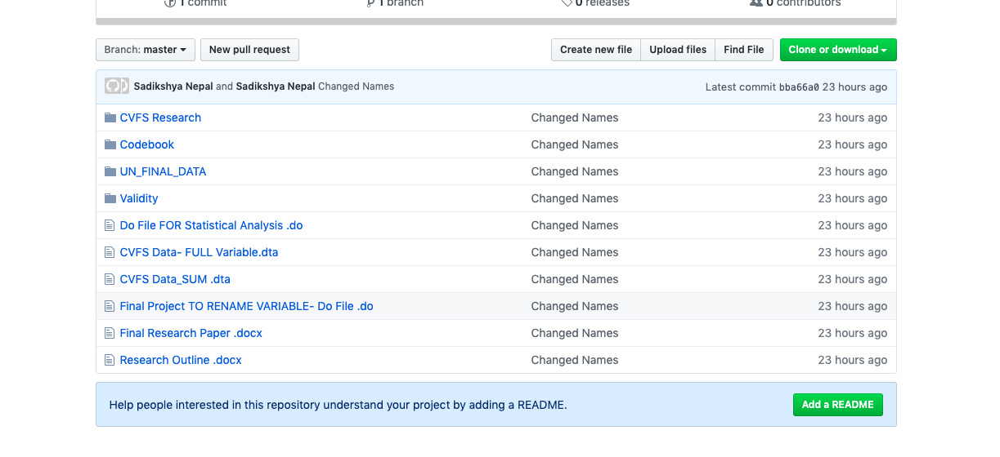 1 commit 1 branch 0 releases 0 contributors
Branch: master New pull request Create new file Upload files Find File Clone or download
Sadikshya Nepal and Sadikshya Nepal Changed Names Latest commit bba66a0 23 hours ago
CVFS Research Changed Names 23 hours ago
Codebook Changed Names 23 hours ago
UN_FINAL_DATA Changed Names 23 hours ago
Validity Changed Names 23 hours ago
Do File FOR Statistical Analysis .do Changed Names 23 hours ago
CVFS Data- FULL Variable.dta Changed Names 23 hours ago
CVFS Data_SUM .dta Changed Names 23 hours ago
Final Project TO RENAME VARIABLE- Do File .do Changed Names 23 hours ago
Final Research Paper .docx Changed Names 23 hours ago
Research Outline .docx Changed Names 23 hours ago
Help people interested in this repository understand your project by adding a README. Add a README